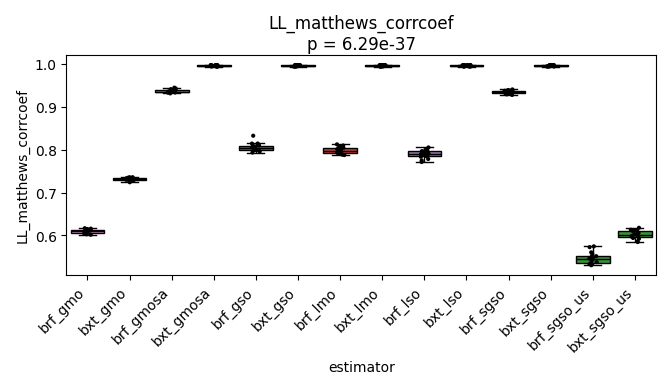 LL_matthews_corrcoef
p = 6.29e-37
LL_matthews_corrcoef
1.0
0.9
0.8
0.7
0.6
brf_gmo
bxt_gmo
brf_gmosa
bxt_gmosa
brf_gso
bxt_gso
brf_lmo
bxt_lmo
brf_lso
bxt_lso
brf_sgso
bxt_sgso
brf_sgso_us
bxt_sgso_us
estimator